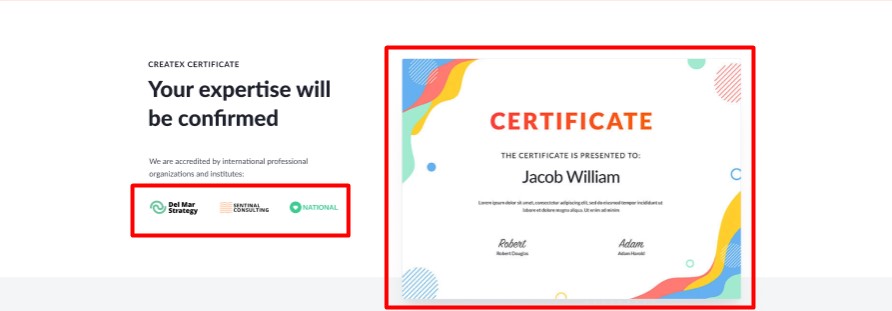 CREATEX CERTIFICATE
Your expertise will
be confirmed
We are accredited by international professional
organizations and institutes:
Del Mar
Strategy
SENTINAL
CONSULTING
NATIONAL
CERTIFICATE
THE CERTIFICATE IS PRESENTED TO:
Jacob William
Lorem ipsum dolor sit amet, consectetur adipiscing elit, sed do eiusmod tempor incididunt ut
labore et dolore magna aliqua. Ut enim ad minim
Robert
Robert Douglas
Adam
Adam Harold